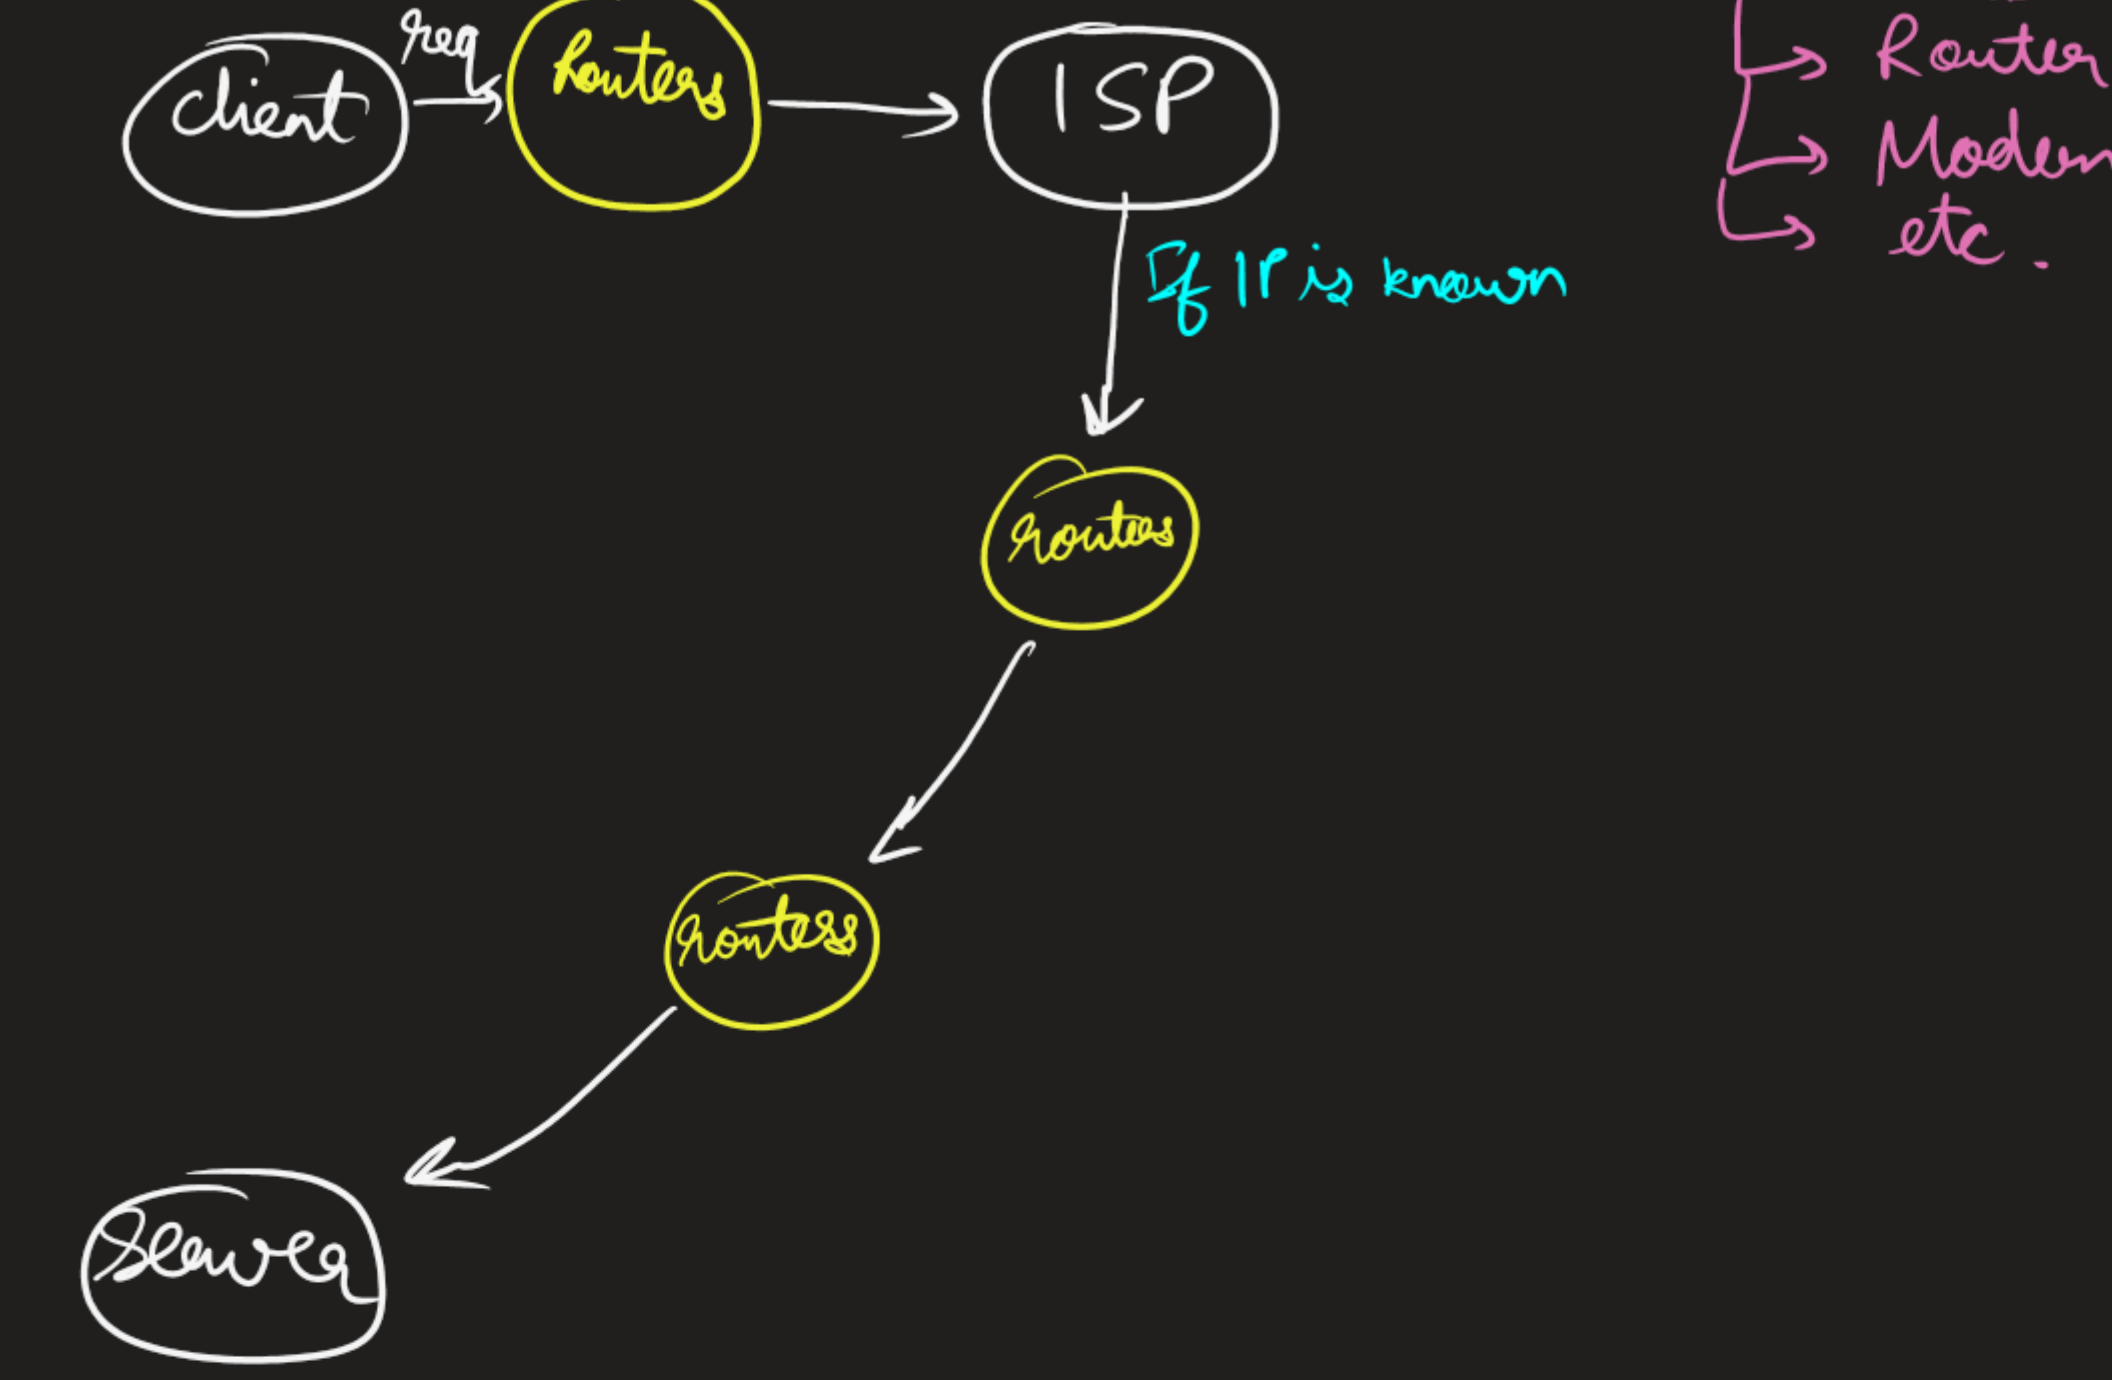 client
req
Routers
ISP
Router
Modem
etc.
If IP is known
routers
routers
Server